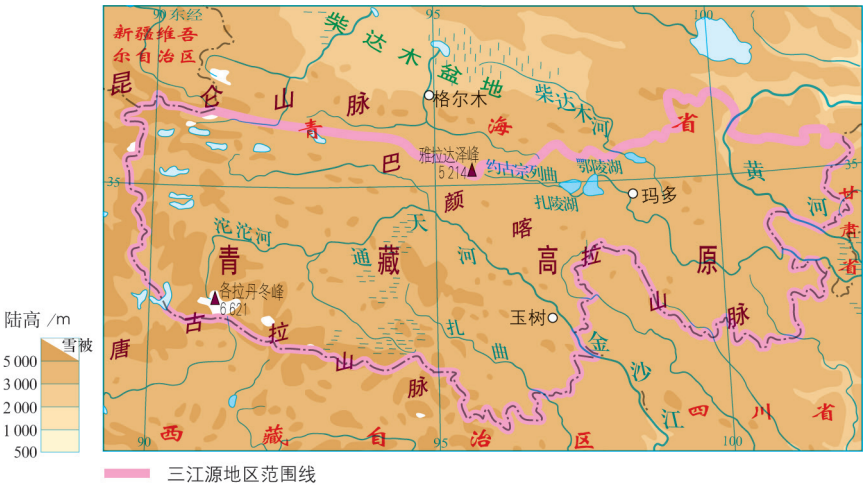 90东经
95
100
新疆维吾
尔自治区
柴达木盆地
昆仑山脉
格尔木
柴达木河
青海省
雅拉达泽峰
5 214
约古宗列曲
鄂陵湖
扎陵湖
玛多
黄河
35
35
甘肃省
巴颜喀拉山脉
沱沱河
通天河
青藏高原
各拉丹冬峰
6 621
玉树
金沙江
扎曲
唐古拉山脉
陆高/m
雪被
5 000
3 000
2 000
1 000
500
西藏自治区
四川省
90
95
100
三江源地区范围线